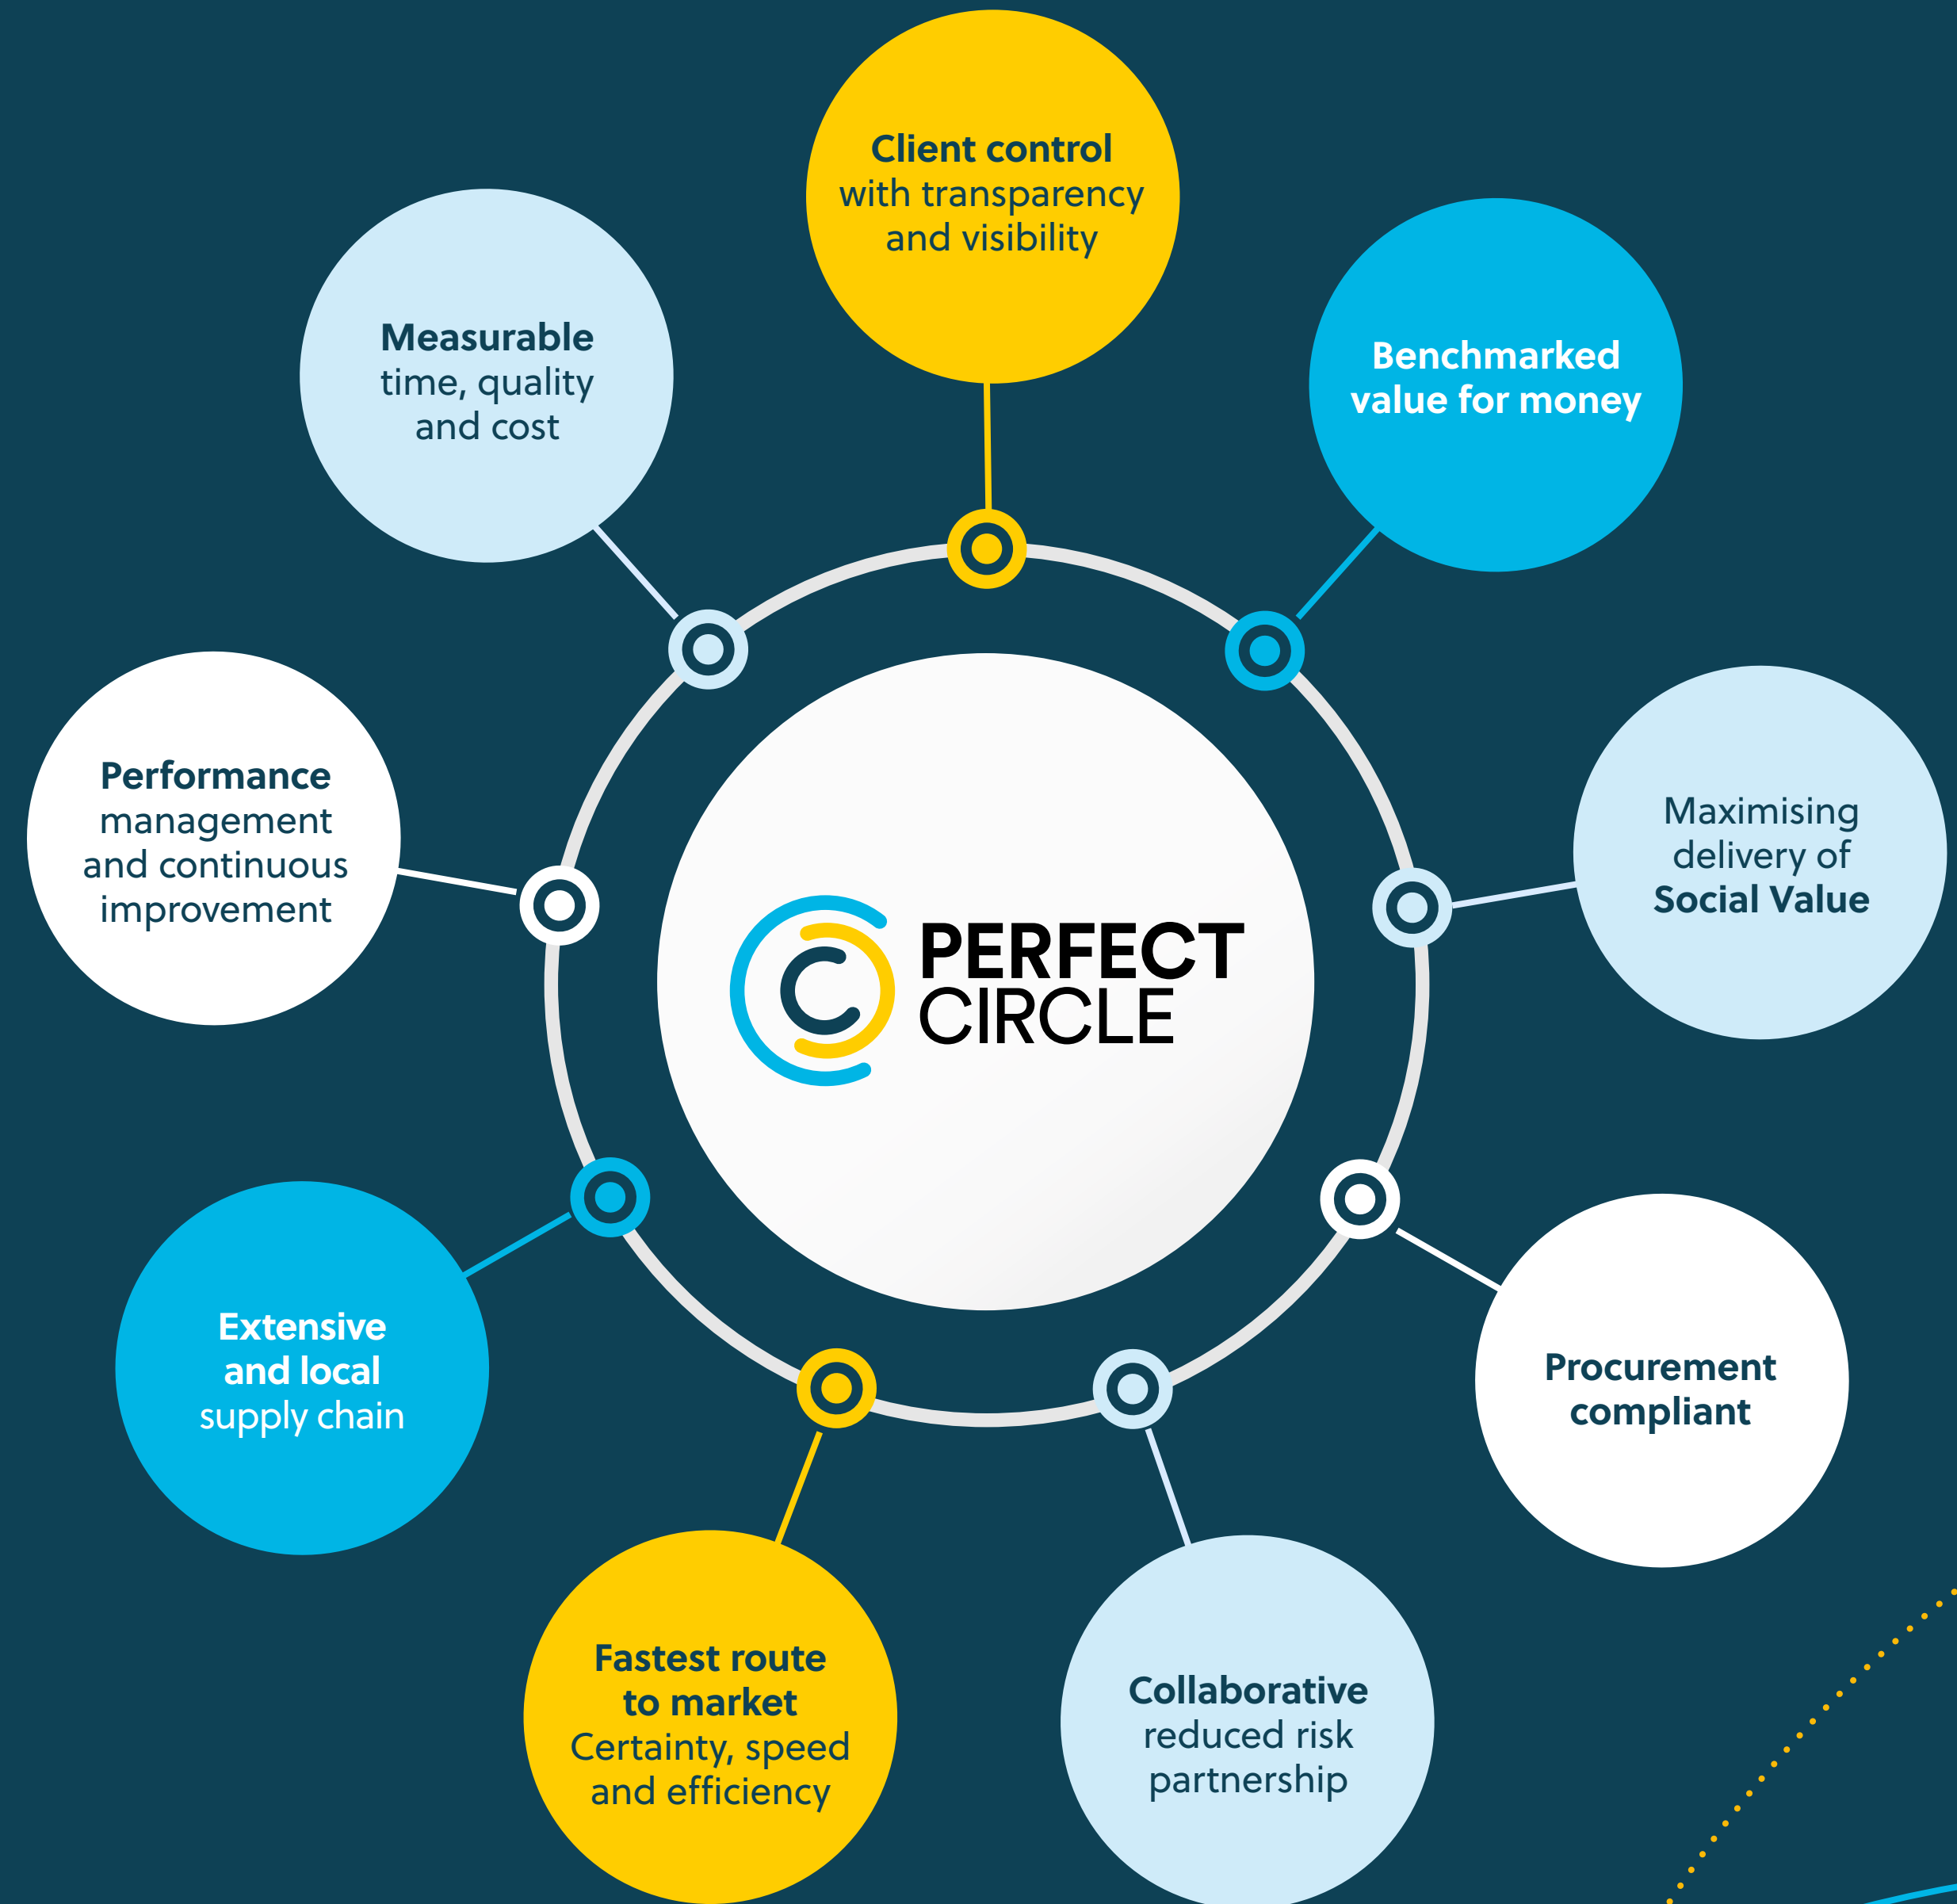 Client control
with transparency
and visibility
Benchmarked
value for money
Maximising
delivery of
Social Value
Procurement
compliant
Collaborative
reduced risk
partnership
Fastest route
to market
Certainty, speed
and efficiency
Extensive
and local
supply chain
Performance
management
and continuous
improvement
Measurable
time, quality
and cost
PERFECT
CIRCLE